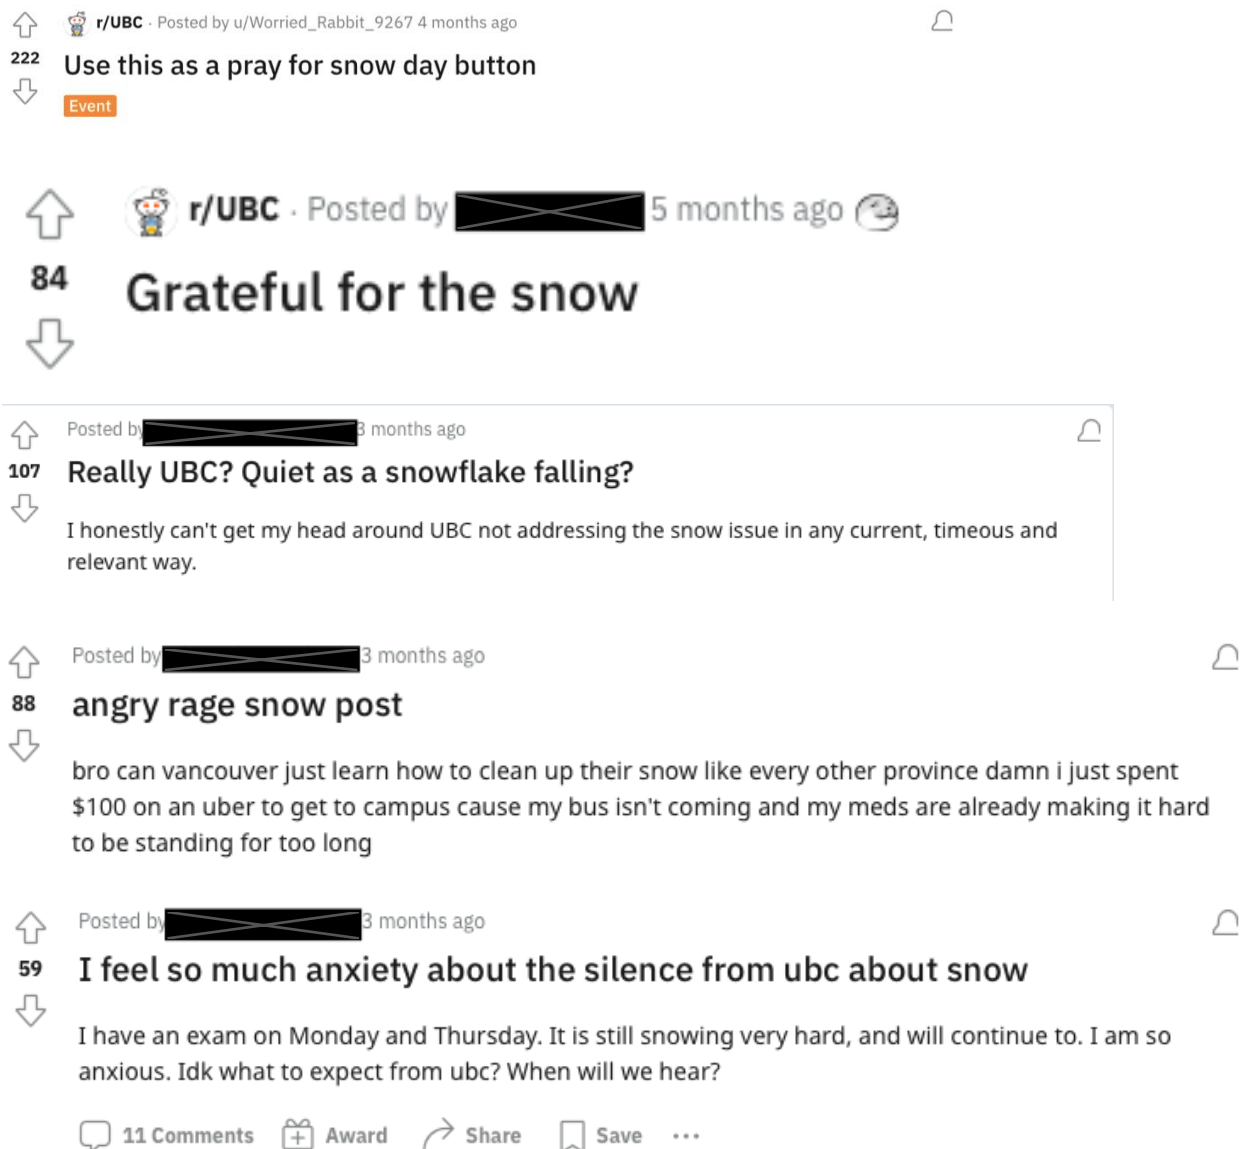 r/UBC · Posted by u/Worried_Rabbit_9267 4 months ago
222
Use this as a pray for snow day button
Event
r/UBC · Posted by 5 months ago
84
Grateful for the snow
Posted by 3 months ago
107
Really UBC? Quiet as a snowflake falling?
I honestly can't get my head around UBC not addressing the snow issue in any current, timeous and
relevant way.
Posted by 3 months ago
88
angry rage snow post
bro can vancouver just learn how to clean up their snow like every other province damn i just spent
$100 on an uber to get to campus cause my bus isn't coming and my meds are already making it hard
to be standing for too long
Posted by 3 months ago
59
I feel so much anxiety about the silence from ubc about snow
I have an exam on Monday and Thursday. It is still snowing very hard, and will continue to. I am so
anxious. Idk what to expect from ubc? When will we hear?
11 Comments Award Share Save ...